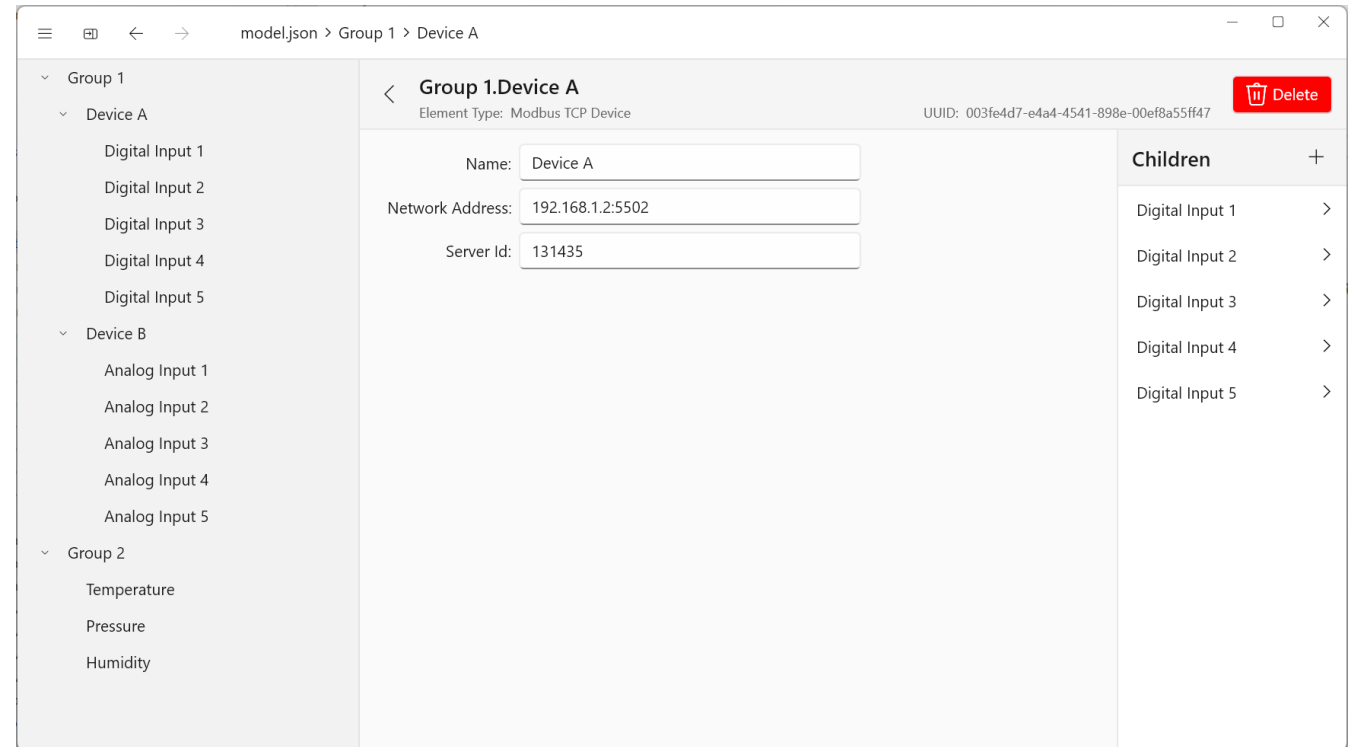 model.json > Group 1 > Device A
Group 1
Device A
Digital Input 1
Digital Input 2
Digital Input 3
Digital Input 4
Digital Input 5
Device B
Analog Input 1
Analog Input 2
Analog Input 3
Analog Input 4
Analog Input 5
Group 2
Temperature
Pressure
Humidity
Group 1.Device A
Element Type: Modbus TCP Device
UUID: 003fe4d7-e4a4-4541-898e-00ef8a55ff47
Delete
Name: Device A
Network Address: 192.168.1.2:5502
Server Id: 131435
Children
Digital Input 1
Digital Input 2
Digital Input 3
Digital Input 4
Digital Input 5